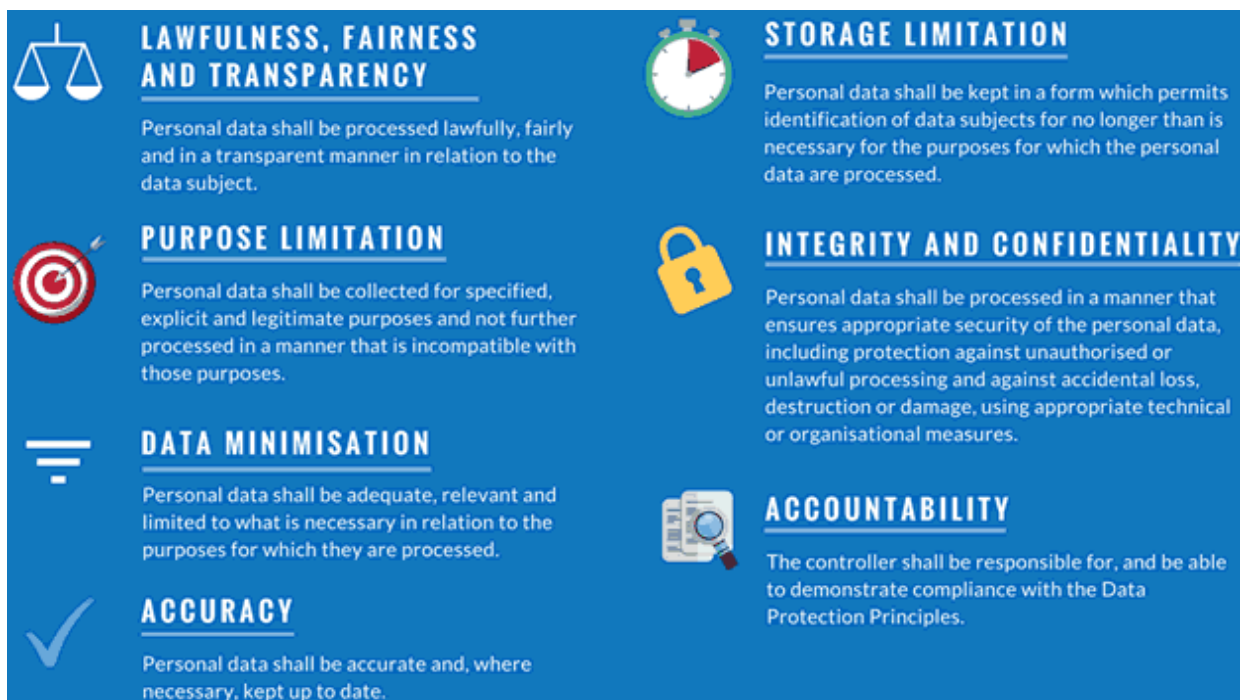 LAWFULNESS, FAIRNESS
AND TRANSPARENCY
Personal data shall be processed lawfully, fairly
and in a transparent manner in relation to the
data subject.
PURPOSE LIMITATION
Personal data shall be collected for specified,
explicit and legitimate purposes and not further
processed in a manner that is incompatible with
those purposes.
DATA MINIMISATION
Personal data shall be adequate, relevant and
limited to what is necessary in relation to the
purposes for which they are processed.
ACCURACY
Personal data shall be accurate and, where
necessary, kept up to date.
STORAGE LIMITATION
Personal data shall be kept in a form which permits
identification of data subjects for no longer than is
necessary for the purposes for which the personal
data are processed.
INTEGRITY AND CONFIDENTIALITY
Personal data shall be processed in a manner that
ensures appropriate security of the personal data,
including protection against unauthorised or
unlawful processing and against accidental loss,
destruction or damage, using appropriate technical
or organisational measures.
ACCOUNTABILITY
The controller shall be responsible for, and be able
to demonstrate compliance with the Data
Protection Principles.